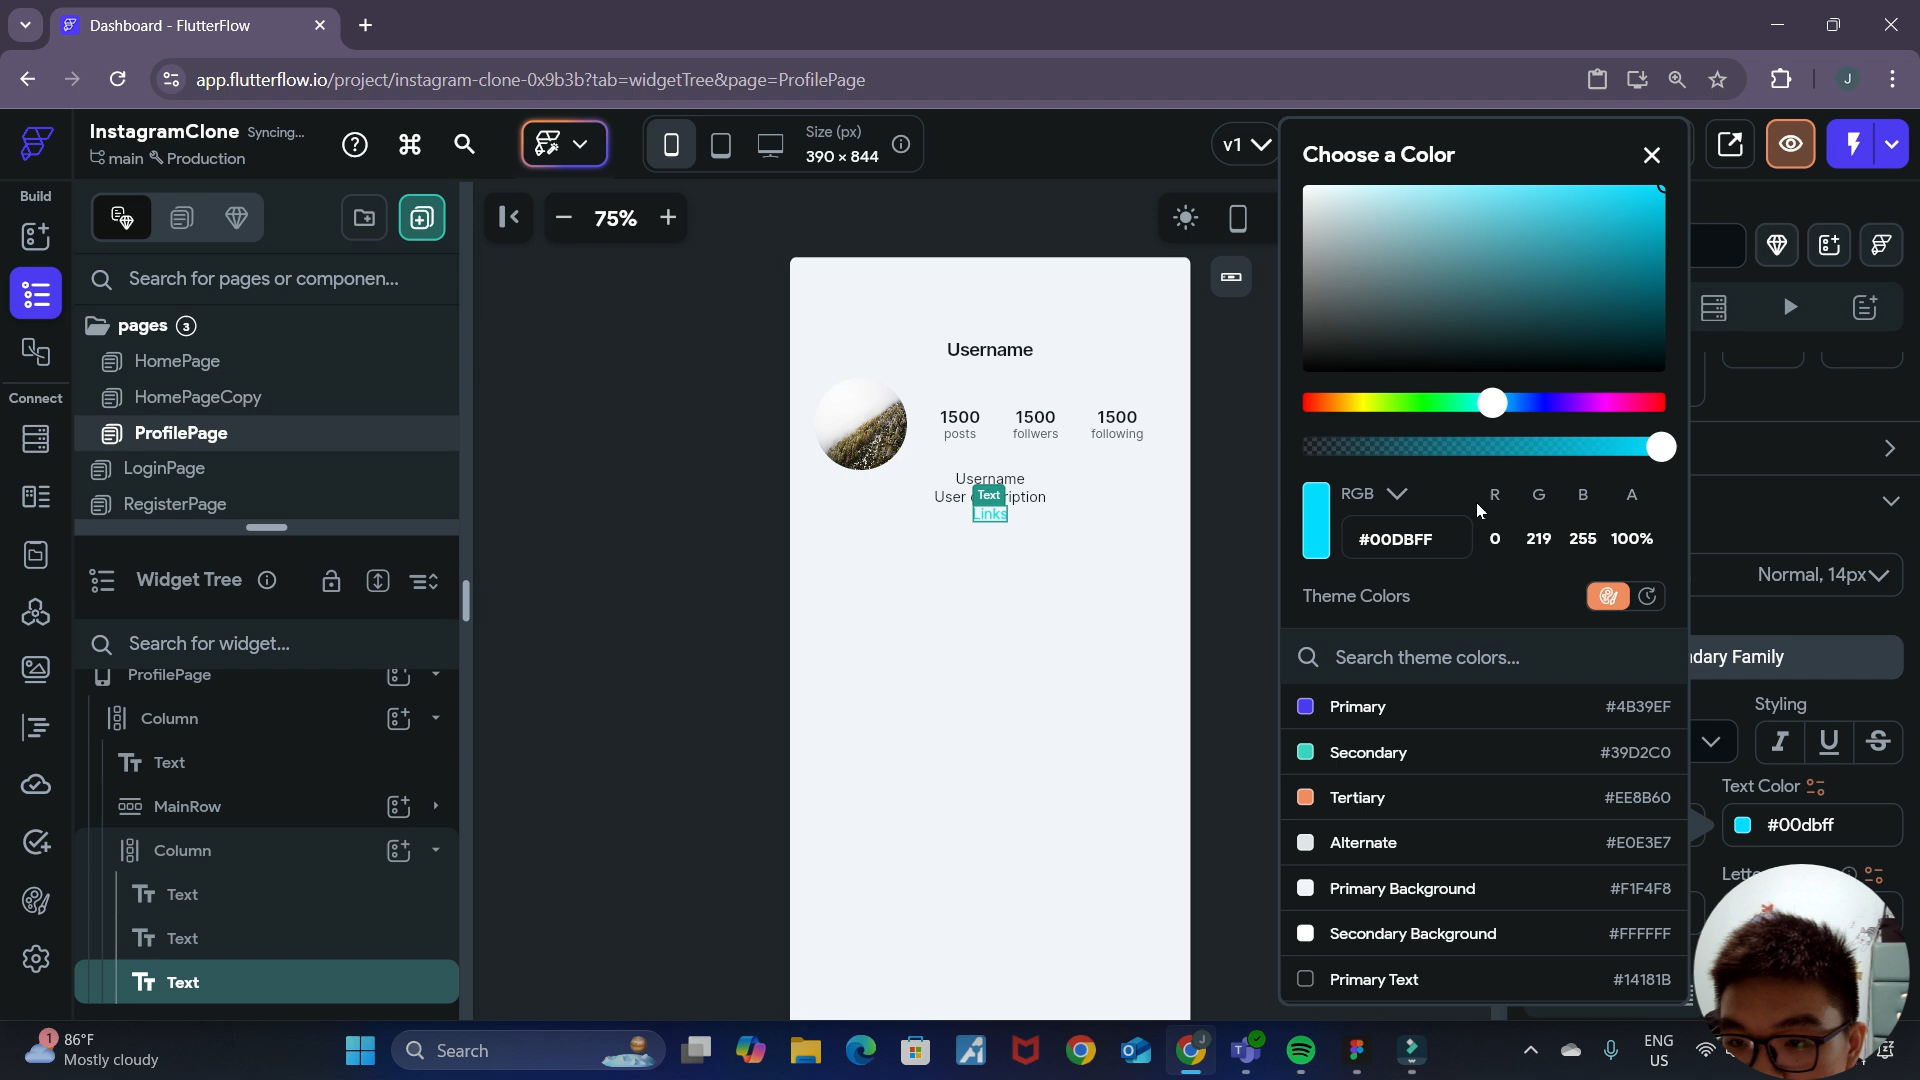 Dashboard - FlutterFlow
app.flutterflow.io/project/instagram-clone-0x9b3b?tab=widgetTree&page=ProfilePage
J
InstagramClone Syncing...
main Production
Size (px)
390 × 844
v1
Build
75%
Search for pages or componen...
pages 3
HomePage
HomePageCopy
Connect
ProfilePage
LoginPage
RegisterPage
Widget Tree
Search for widget...
ProfilePage
Column
Text
MainRow
Column
Text
Text
Text
Username
1500 1500 1500
posts follwers following
Username
Text
User iption
Links
Choose a Color
RGB R G B A
#00DBFF 0 219 255 100%
Theme Colors
Search theme colors...
Primary #4B39EF
Secondary #39D2C0
Tertiary #EE8B60
Alternate #E0E3E7
Primary Background #F1F4F8
Secondary Background #FFFFFF
Primary Text #14181B
Normal, 14px
dary Family
Styling
Text Color
#00dbff
Lette
1 86°F
Mostly cloudy
Search
J
ENG
US